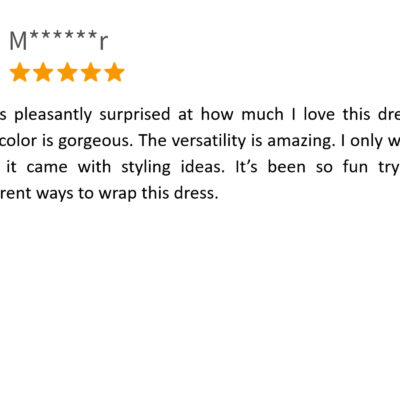 M******r
s pleasantly surprised at how much I love this dre
color is gorgeous. The versatility is amazing. I only w
it came with styling ideas. It’s been so fun try
rent ways to wrap this dress.